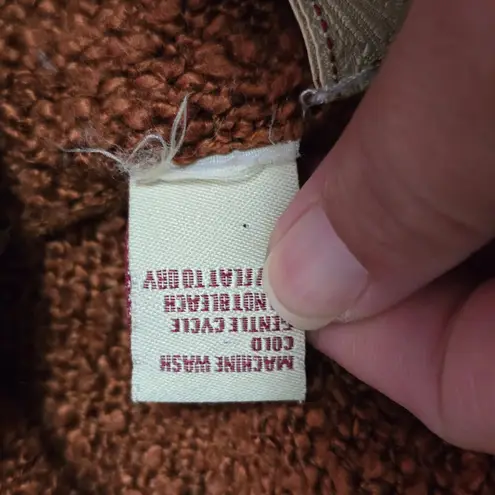 MACHINE WASH
COLD
GENTLE CYCLE
NOT BLEACH
FLAT TO DRY